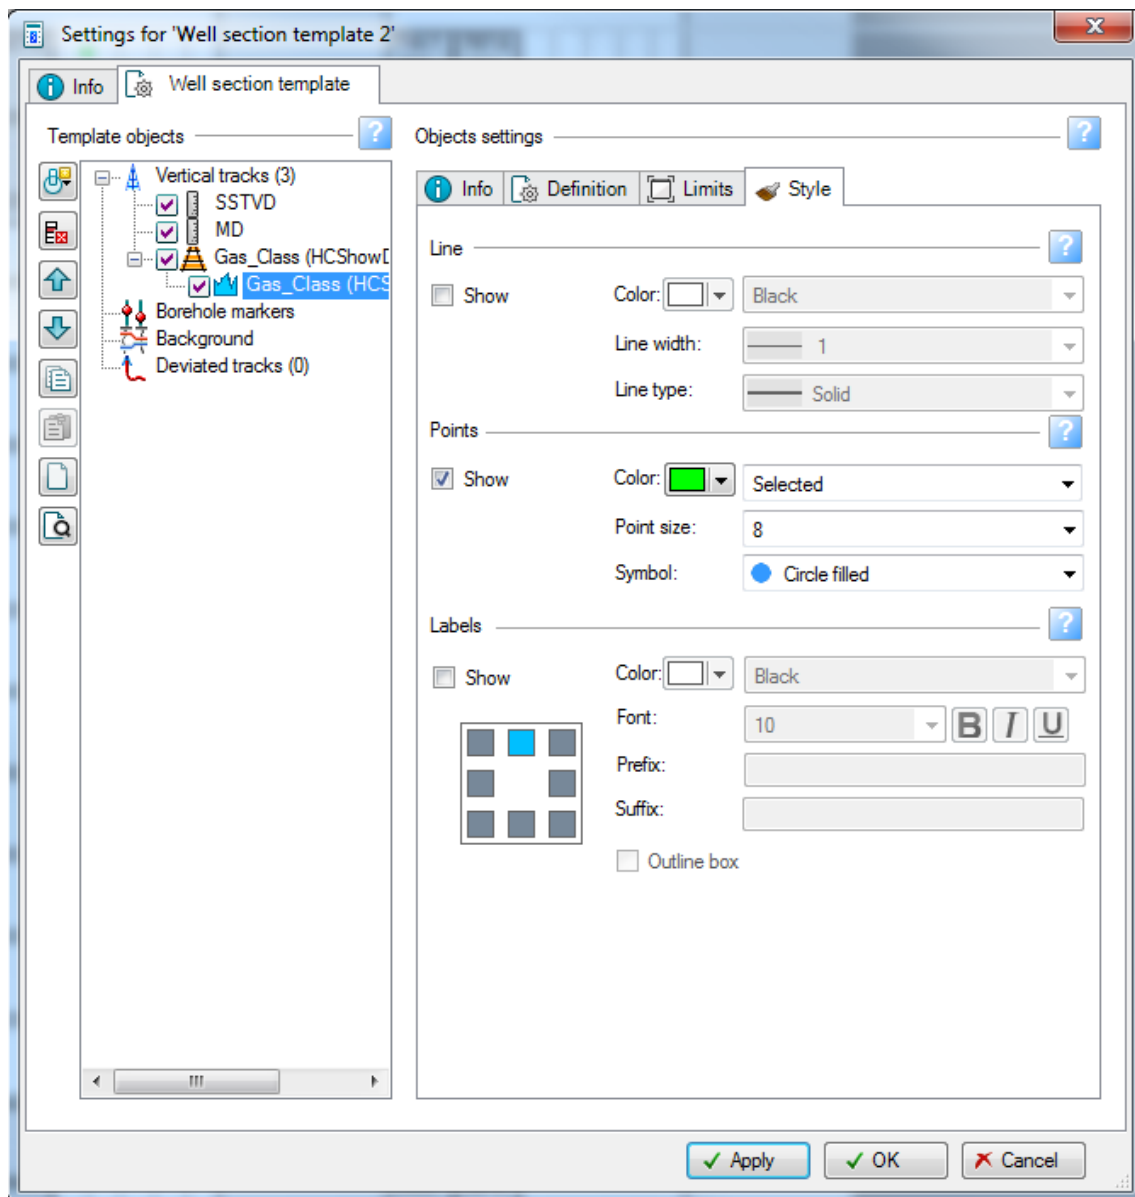 Settings for 'Well section template 2'
Info
Well section template
Template objects
?
Vertical tracks (3)
SSTVD
MD
Gas_Class (HCShow
Gas_Class (HCS
Borehole markers
Background
Deviated tracks (0)
Objects settings
?
Info
Definition
Limits
Style
Line
?
Show
Color:
Black
Line width:
1
Line type:
Solid
Points
?
Show
Color:
Selected
Point size:
8
Symbol:
Circle filled
Labels
?
Show
Color:
Black
Font:
10
B
I
U
Prefix:
Suffix:
Outline box
Apply
OK
Cancel